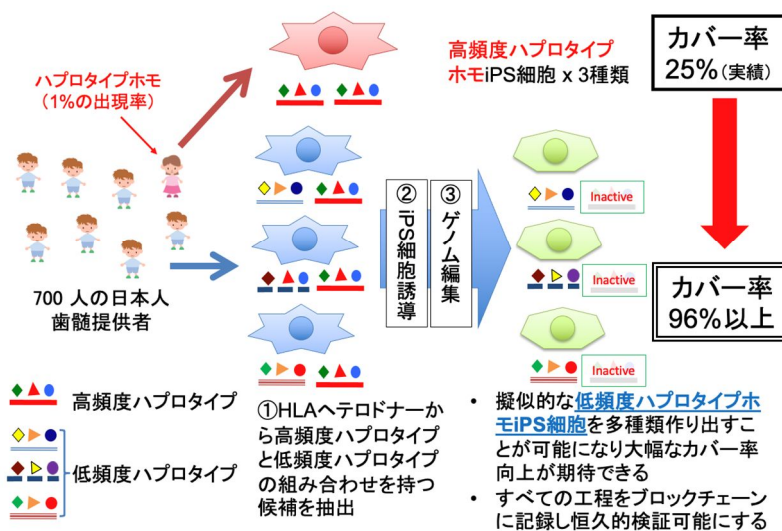 ハプロタイプホモ
(1%の出現率)
高頻度ハプロタイプ
ホモiPS細胞 x 3種類
カバー率
25%(実績)
700 人の日本人
歯髄提供者
② iPS細胞誘導
③ ゲノム編集
Inactive
Inactive
Inactive
カバー率
96%以上
高頻度ハプロタイプ
低頻度ハプロタイプ
①HLAヘテロドナーか
ら高頻度ハプロタイプ
と低頻度ハプロタイプ
の組み合わせを持つ
候補を抽出
• 擬似的な低頻度ハプロタイプホ
モiPS細胞を多種類作り出すこ
とが可能になり大幅なカバー率
向上が期待できる
• すべての工程をブロックチェーン
に記録し恒久的検証可能にする